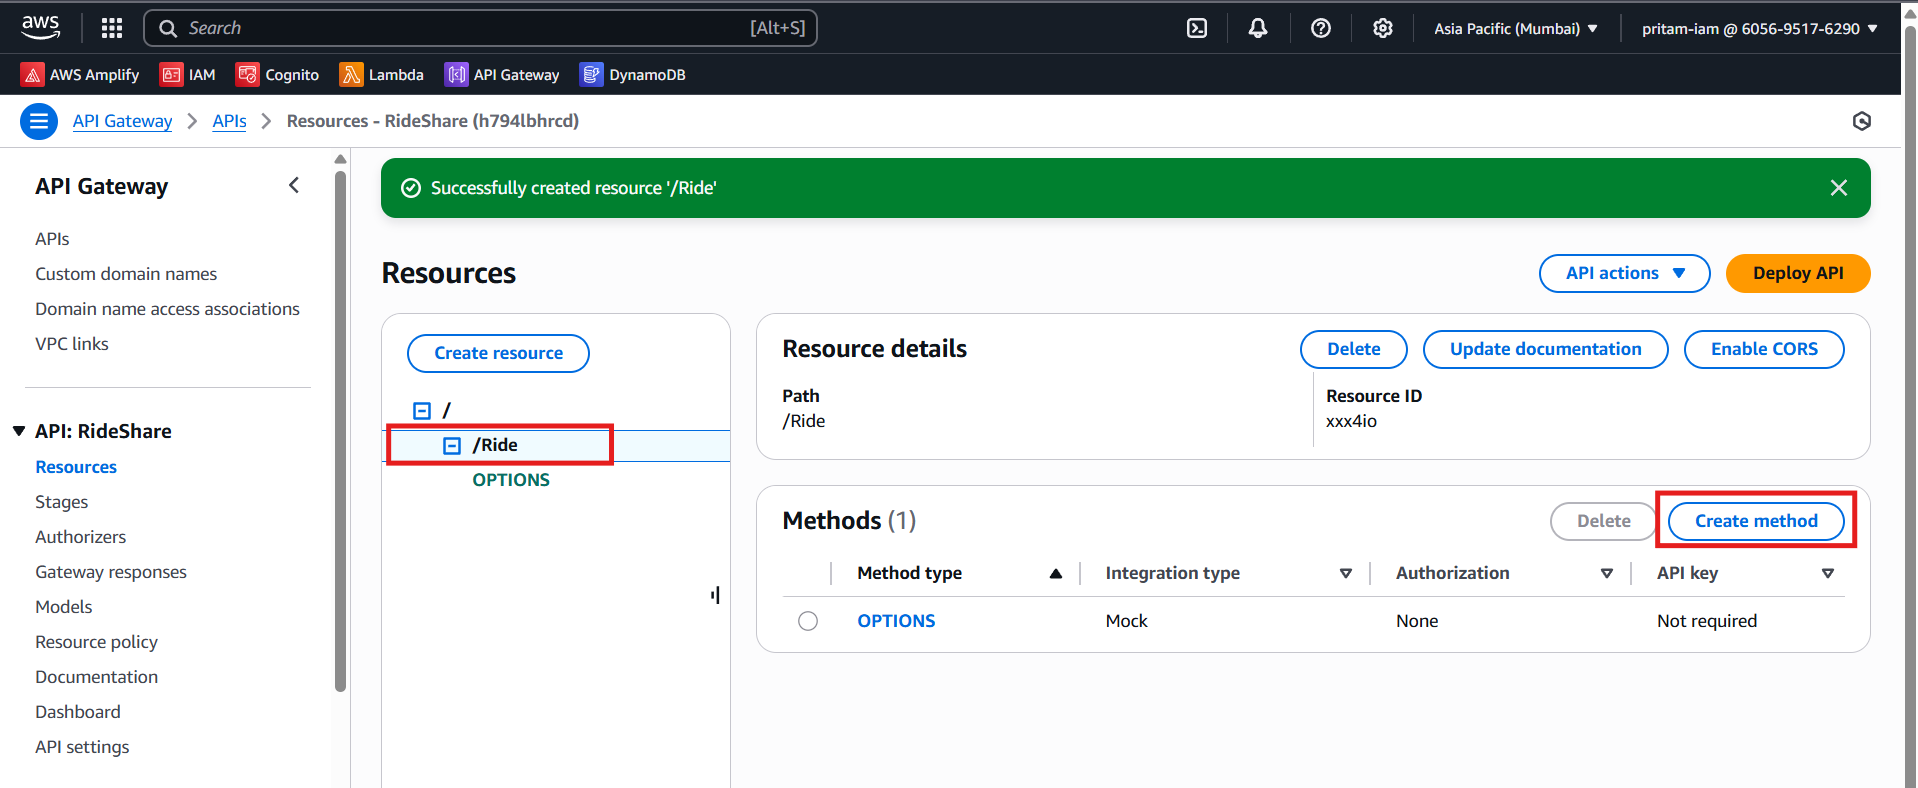 aws Search [Alt+S] Asia Pacific (Mumbai) pritam-iam @ 6056-9517-6290
AWS Amplify IAM Cognito Lambda API Gateway DynamoDB
API Gateway APIs Resources - RideShare (h794lbhrcd)
API Gateway
APIs
Custom domain names
Domain name access associations
VPC links
API: RideShare
Resources
Stages
Authorizers
Gateway responses
Models
Resource policy
Documentation
Dashboard
API settings
Successfully created resource '/Ride'
Resources
API actions Deploy API
Create resource
/
/Ride
OPTIONS
Resource details
Delete Update documentation Enable CORS
Path Resource ID
/Ride xxx4io
Methods (1)
Delete Create method
Method type Integration type Authorization API key
OPTIONS Mock None Not required